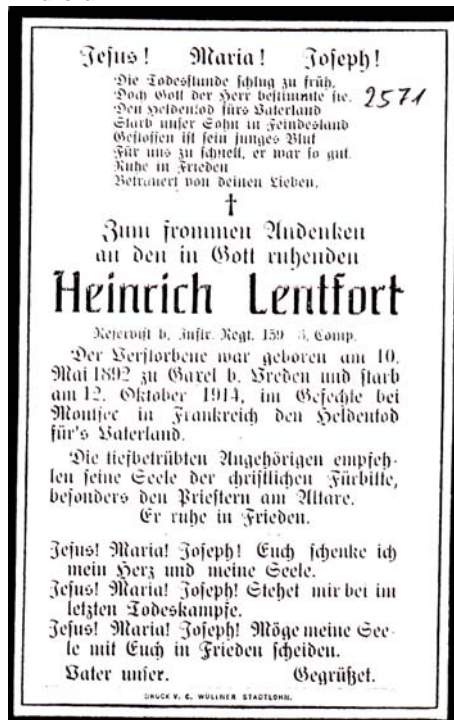 Jesus! Maria! Joseph!
Die Todesstunde schlug zu früh,
Doch Gott der Herr bestimmte sie.
2571
Den Heldentod fürs Vaterland
Starb unser Sohn in Feindesland
Geflossen ist sein junges Blut
Für uns zu schnell, er war so gut.
Ruhe in Frieden
Betrauert von deinen Lieben.
†
Zum frommen Andenken
an den in Gott ruhenden
Heinrich Lentfort
Reservist b. Inftr. Regt. 159 Comp.
Der Verstorbene war geboren am 10.
Mai 1892 zu Gaxel b. Vreden und starb
am 12. Oktober 1914, im Gefechte bei
in Frankreich den Heldentod
für's Vaterland.
Die tiefbetrübten Angehörigen empfeh-
len seine Seele der christlichen Fürbitte,
besonders den Priestern am Altare.
Er ruhe in Frieden.
Jesus! Maria! Joseph! Euch schenke ich
mein Herz und meine Seele.
Jesus! Maria! Joseph! Stehet mir bei im
letzten Todeskampfe.
Jesus! Maria! Joseph! Möge meine See-
le mit Euch in Frieden scheiden.
Vater unser. Gegrüßet.
DRUCK V. C. WÜLLNER STADTLOHN.